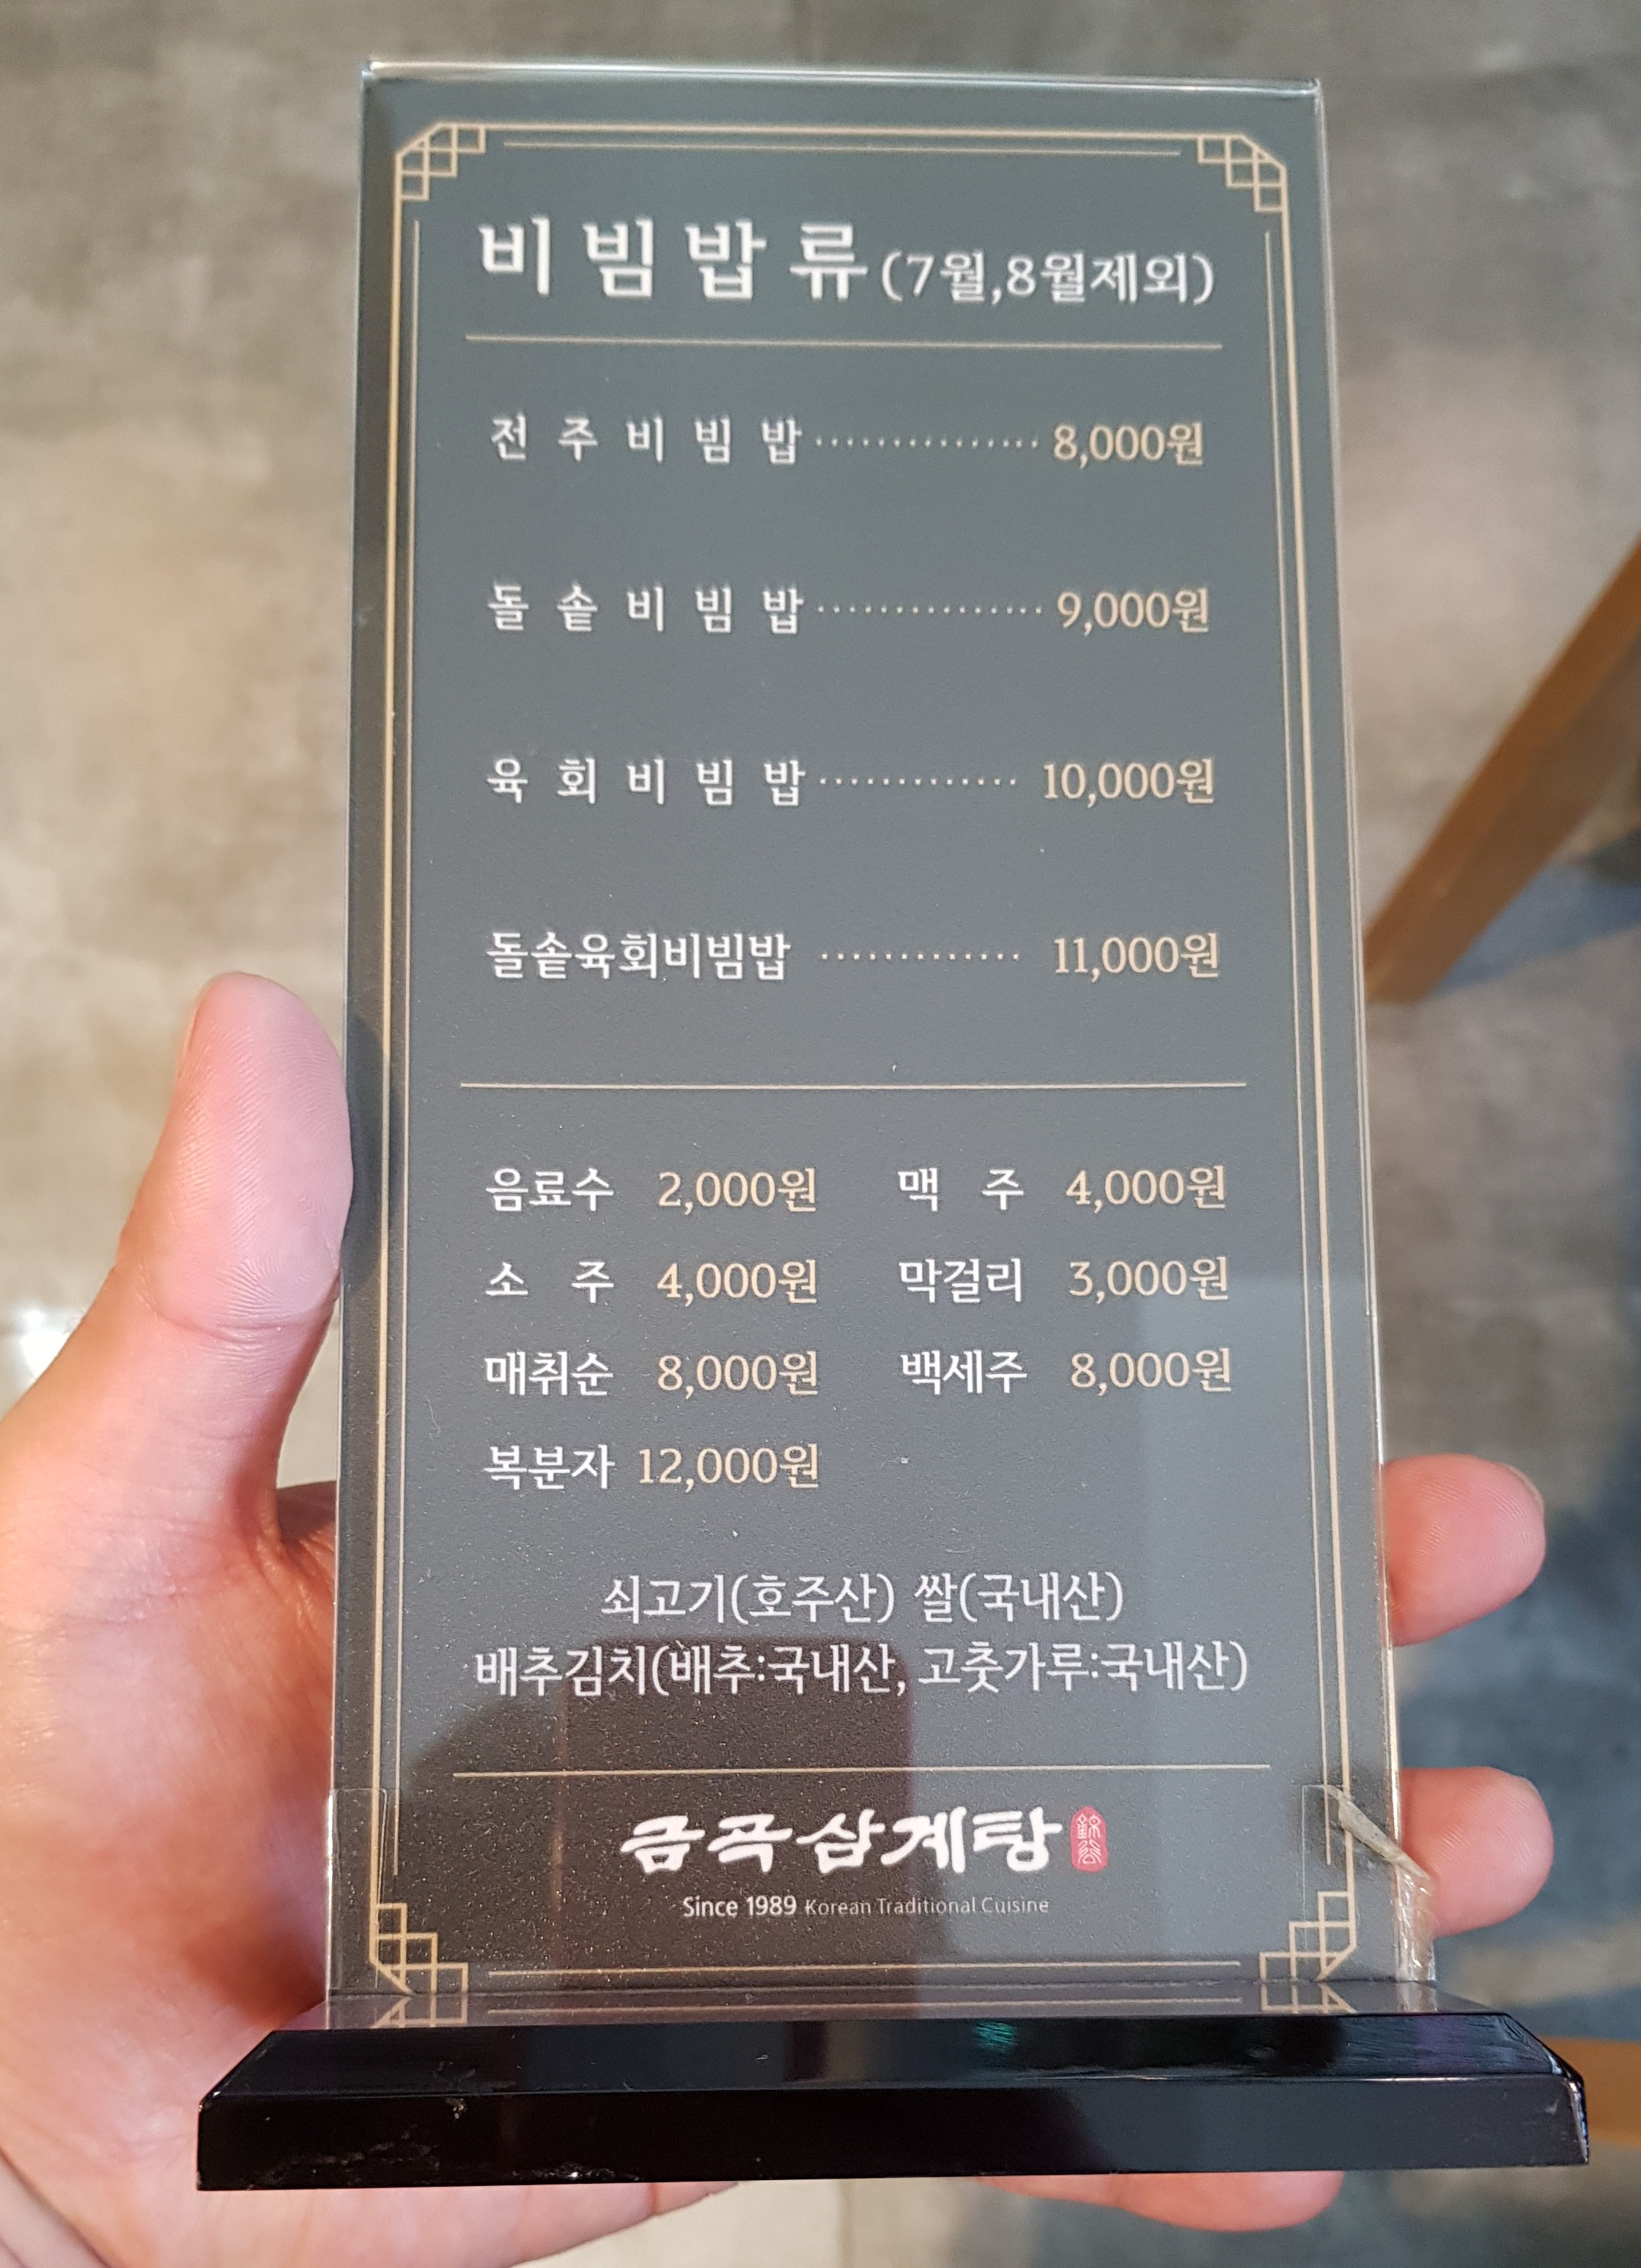 비빔밥류(7월,8월제외)
전주비빔밥 ............... 8,000원
돌솥비빔밥 ............... 9,000원
육회비빔밥 ............. 10,000원
돌솥육회비빔밥 ............. 11,000원
음료수 2,000원 맥주 4,000원
소주 4,000원 막걸리 3,000원
매취순 8,000원 백세주 8,000원
복분자 12,000원
쇠고기(호주산) 쌀(국내산)
배추김치(배추:국내산, 고춧가루:국내산)
금곡삼계탕
Since 1989 Korean Traditional Cuisine